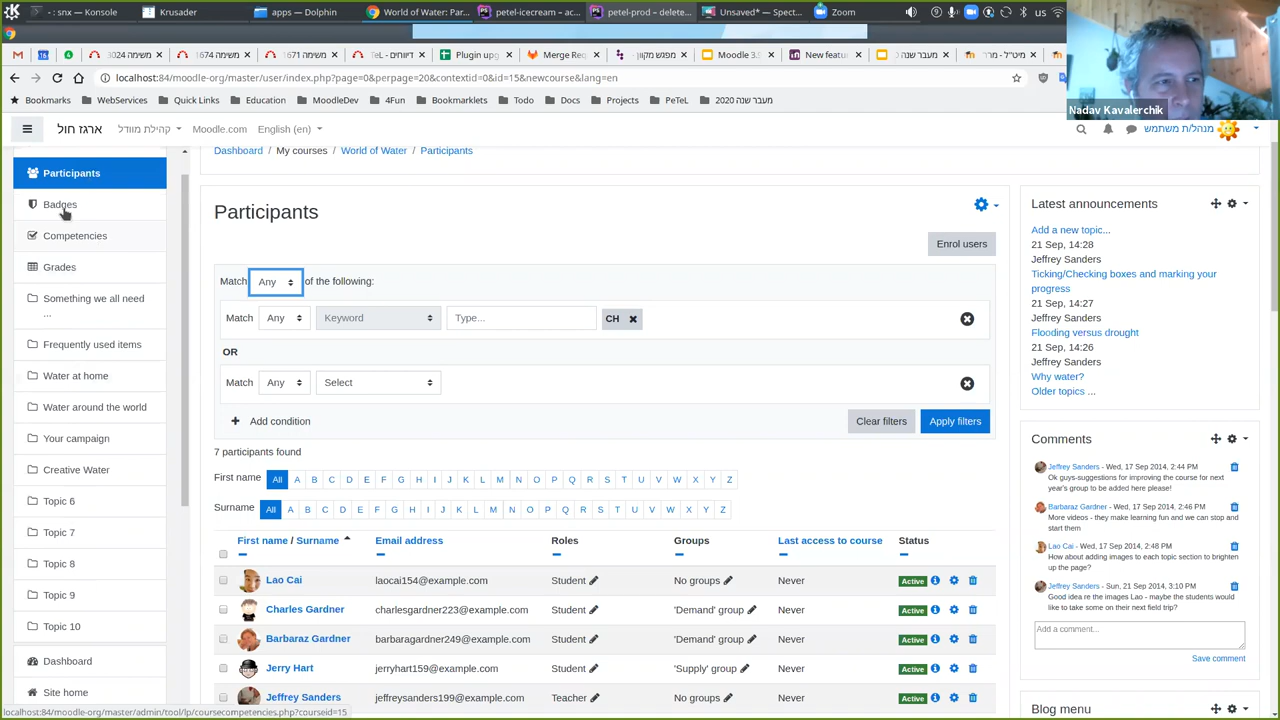 : snx — Konsole
Krusader
apps — Dolphin
World of Water: Par...
petel-icecream – ac...
petel-prod – delete...
Unsaved* — Spect...
Zoom
us
משימה 3024
משימה 1674
משימה 1671
דיווחים - TeL
Plugin upg
Merge Req
מפגש מקוון
Moodle 3.
New featu
מעבר שנה 0
מיט"ל - מרר
localhost:84/moodle-org/master/user/index.php?page=0&perpage=20&contextid=0&id=15&newcourse&lang=en
Bookmarks
WebServices
Quick Links
Education
MoodleDev
4Fun
Bookmarklets
Todo
Docs
Projects
PeTeL
מעבר שנה 2020
Nadav Kavalerchik
ארגז חול
קהילת מוודל
Moodle.com
English (en)
מנהל/ת משתמש
Participants
Badges
Competencies
Grades
Something we all need
...
Frequently used items
Water at home
Water around the world
Your campaign
Creative Water
Topic 6
Topic 7
Topic 8
Topic 9
Topic 10
Dashboard
Site home
Dashboard / My courses / World of Water / Participants
Participants
Enrol users
Match Any of the following:
Match Any Keyword Type... CH
OR
Match Any Select
Add condition
Clear filters
Apply filters
7 participants found
First name All A B C D E F G H I J K L M N O P Q R S T U V W X Y Z
Surname All A B C D E F G H I J K L M N O P Q R S T U V W X Y Z
First name / Surname Email address Roles Groups Last access to course Status
Lao Cai laocai154@example.com Student No groups Never Active
Charles Gardner charlesgardner223@example.com Student 'Demand' group Never Active
Barbaraz Gardner barbaragardner249@example.com Student 'Demand' group Never Active
Jerry Hart jerryhart159@example.com Student 'Supply' group Never Active
Jeffrey Sanders jeffreysanders199@example.com Teacher No groups Never Active
Latest announcements
Add a new topic...
21 Sep, 14:28
Jeffrey Sanders
Ticking/Checking boxes and marking your
progress
21 Sep, 14:27
Jeffrey Sanders
Flooding versus drought
21 Sep, 14:26
Jeffrey Sanders
Why water?
Older topics ...
Comments
Jeffrey Sanders - Wed, 17 Sep 2014, 2:44 PM
Ok guys-suggestions for improving the course for next
year's group to be added here please!
Barbaraz Gardner - Wed, 17 Sep 2014, 2:46 PM
More videos - they make learning fun and we can stop and
start them
Lao Cai - Wed, 17 Sep 2014, 2:48 PM
How about adding images to each topic section to brighten
up the page?
Jeffrey Sanders - Sun, 21 Sep 2014, 3:10 PM
Good idea re the images Lao - maybe the students would
like to take some on their next field trip?
Add a comment...
Save comment
Blog menu
localhost:84/moodle-org/master/admin/tool/lp/coursecompetencies.php?courseid=15